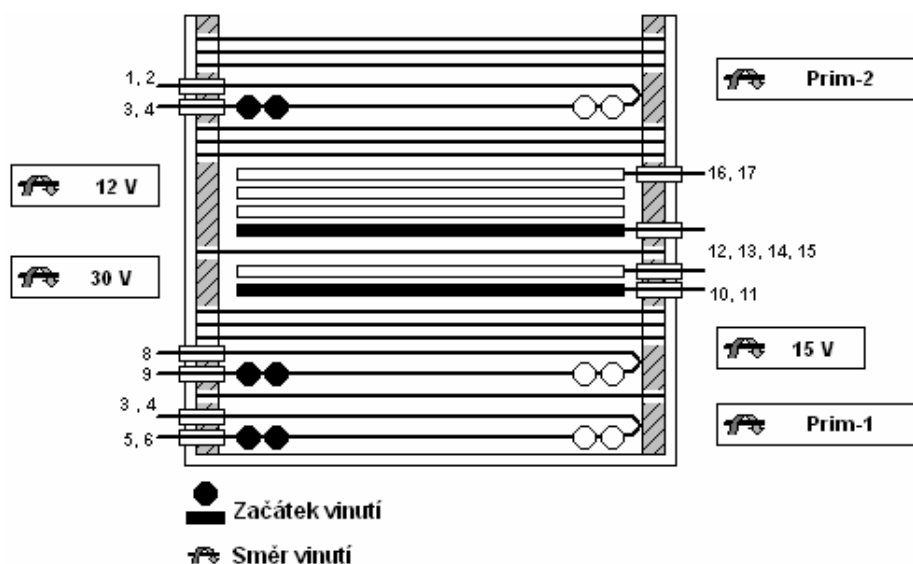 1, 2
Prim-2
3, 4
12 V
16, 17
12, 13, 14, 15
30 V
10, 11
8
15 V
9
3 , 4
5, 6
Prim-1
Začátek vinutí
Směr vinutí